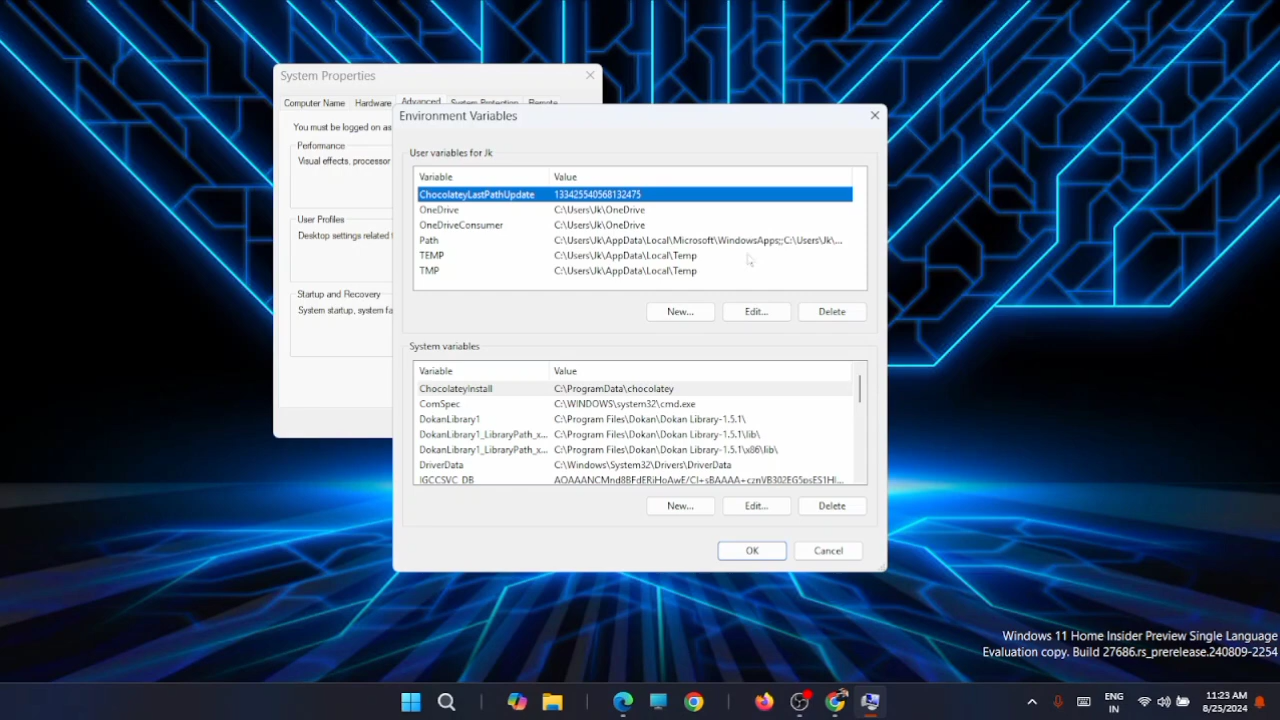 System Properties
Computer Name Hardware Advanced System Protection Remote
You must be logged on as
Performance
Visual effects, processor
User Profiles
Desktop settings related
Startup and Recovery
System startup, system fa
Environment Variables
User variables for Jk
Variable Value
ChocolateyLastPathUpdate 133425540568132475
OneDrive C:\Users\Jk\OneDrive
OneDriveConsumer C:\Users\Jk\OneDrive
Path C:\Users\Jk\AppData\Local\Microsoft\WindowsApps;;C:\Users\Jk\...
TEMP C:\Users\Jk\AppData\Local\Temp
TMP C:\Users\Jk\AppData\Local\Temp
New... Edit... Delete
System variables
Variable Value
ChocolateyInstall C:\ProgramData\chocolatey
ComSpec C:\WINDOWS\system32\cmd.exe
DokanLibrary1 C:\Program Files\Dokan\Dokan Library-1.5.1\
DokanLibrary1_LibraryPath_x... C:\Program Files\Dokan\Dokan Library-1.5.1\lib\
DokanLibrary1_LibraryPath_x... C:\Program Files\Dokan\Dokan Library-1.5.1\x86\lib\
DriverData C:\Windows\System32\Drivers\DriverData
IGCCSVC_DB
New... Edit... Delete
OK Cancel
Windows 11 Home Insider Preview Single Language
Evaluation copy. Build 27686.rs_prerelease.240809-2254
ENG
IN
11:23 AM
8/25/2024